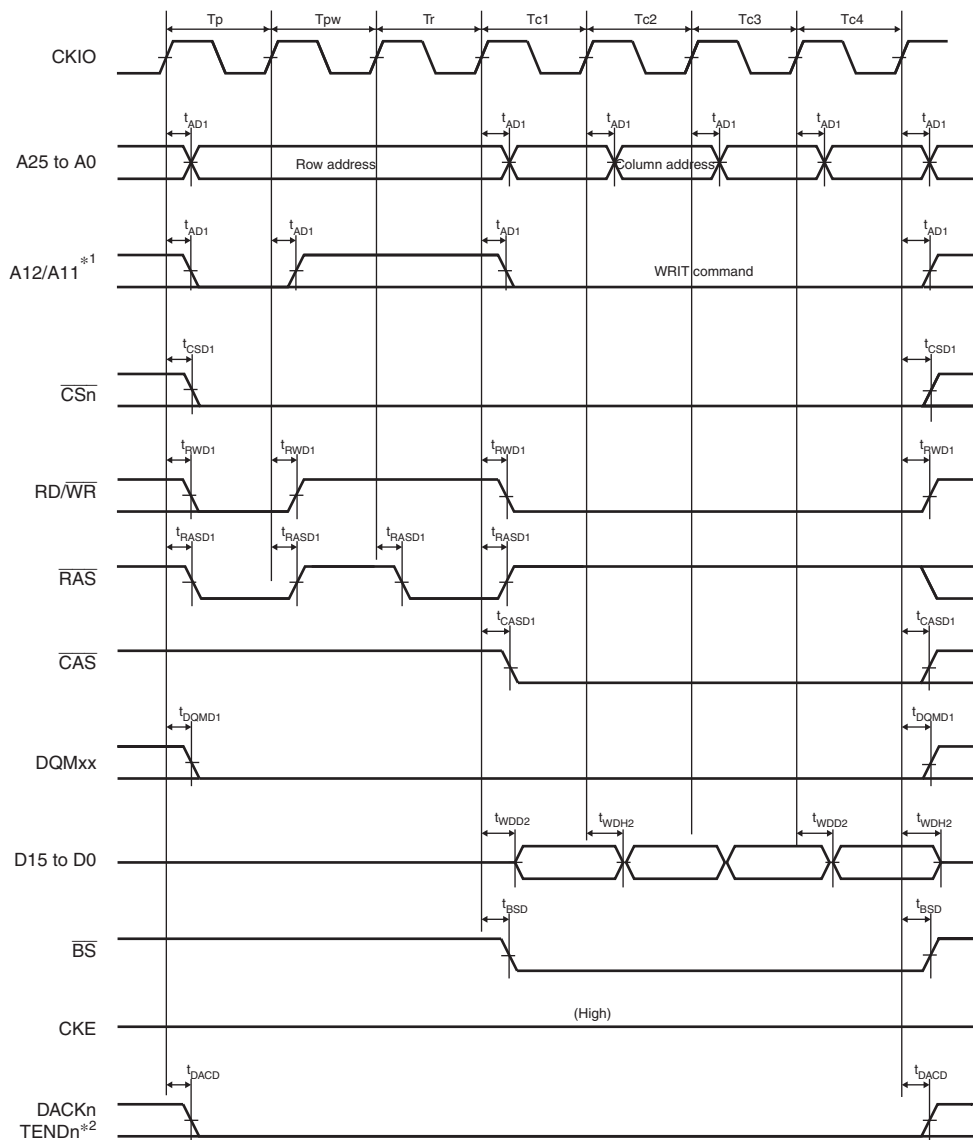 Tp Tpw Tr Tc1 Tc2 Tc3 Tc4
CKIO
tAD1 tAD1 tAD1 tAD1 tAD1 tAD1
A25 to A0 Row address Column address
tAD1 tAD1 tAD1 tAD1
A12/A11*1 WRIT command
tCSD1 tCSD1
CSn
tRWD1 tRWD1 tRWD1 tRWD1
RD/WR
tRASD1 tRASD1 tRASD1 tRASD1
RAS
tCASD1 tCASD1
CAS
tDQMD1 tDQMD1
DQMxx
tWDD2 tWDH2 tWDD2 tWDH2
D15 to D0
tBSD tBSD
BS
(High)
CKE
tDACD tDACD
DACKn
TENDn*2